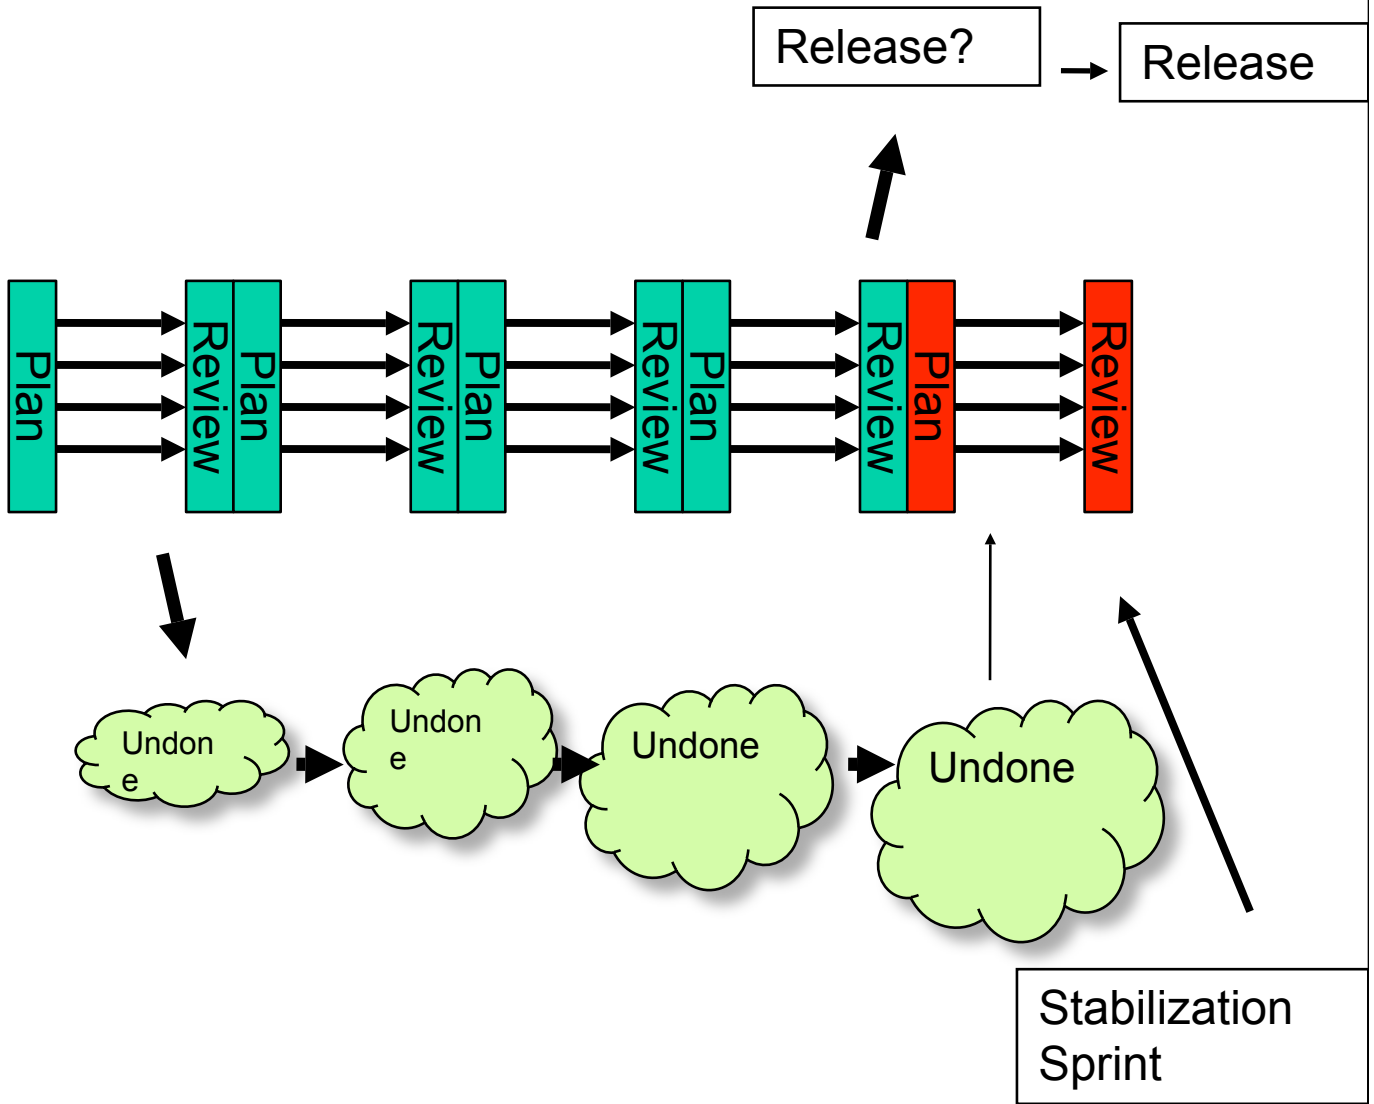 Release?
Release
Plan
Review
Plan
Review
Plan
Review
Plan
Review
Plan
Review
Undon
e
Undon
e
Undone
Undone
Stabilization
Sprint